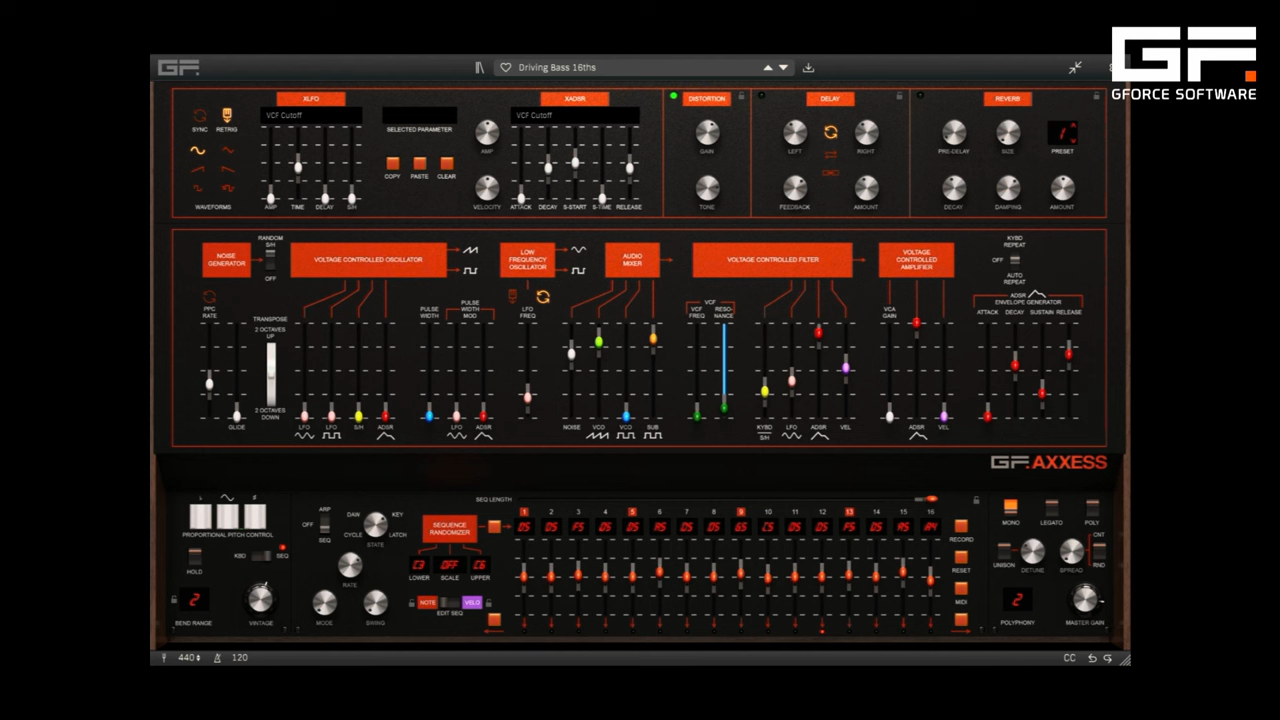 GF.
GFORCE SOFTWARE
GF.
Driving Bass 16ths
XLFO
XADSR
DISTORTION
DELAY
REVERB
VCF Cutoff
VCF Cutoff
SYNC
RETRIG
SELECTED PARAMETER
AMP
GAIN
LEFT
RIGHT
PRE-DELAY
SIZE
PRESET
COPY
PASTE
CLEAR
WAVEFORMS
AMP
TIME
DELAY
S/H
VELOCITY
ATTACK
DECAY
S-START
S-TIME
RELEASE
TONE
FEEDBACK
AMOUNT
DECAY
DAMPING
AMOUNT
NOISE
GENERATOR
RANDOM
S/H
OFF
VOLTAGE CONTROLLED OSCILLATOR
LOW
FREQUENCY
OSCILLATOR
AUDIO
MIXER
VOLTAGE CONTROLLED FILTER
VOLTAGE
CONTROLLED
AMPLIFIER
KYBD
REPEAT
OFF
AUTO
REPEAT
ADSR
ENVELOPE GENERATOR
PPC
RATE
TRANSPOSE
2 OCTAVES
UP
2 OCTAVES
DOWN
PULSE
WIDTH
PULSE
WIDTH
MOD
LFO
FREQ
VCF
VCF
FREQ
RESO-
NANCE
VCA
GAIN
ATTACK
DECAY
SUSTAIN
RELEASE
GLIDE
LFO
LFO
S/H
ADSR
LFO
ADSR
NOISE
VCO
VCO
SUB
KYBD
S/H
LFO
ADSR
VEL
ADSR
VEL
GF.AXXESS
SEQ LENGTH
PROPORTIONAL PITCH CONTROL
ARP
OFF
SEQ
DAW
KEY
CYCLE
LATCH
STATE
SEQUENCE
RANDOMIZER
1 2 3 4 5 6 7 8 9 10 11 12 13 14 15 16
RECORD
MONO
LEGATO
POLY
HOLD
KBD
SEQ
RATE
C3
OFF
C6
LOWER
SCALE
UPPER
RESET
CNT
UNISON
DETUNE
SPREAD
RND
2
BEND RANGE
VINTAGE
MODE
SWING
NOTE
VELO
EDIT SEQ
MIDI
2
POLYPHONY
MASTER GAIN
440
120
CC